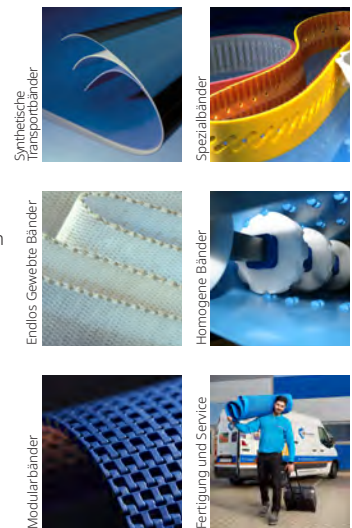 Synthetische
Transportbänder
Spezialbänder
Endlos Gewebte Bänder
Homogene Bänder
Modularbänder
Fertigung und Service